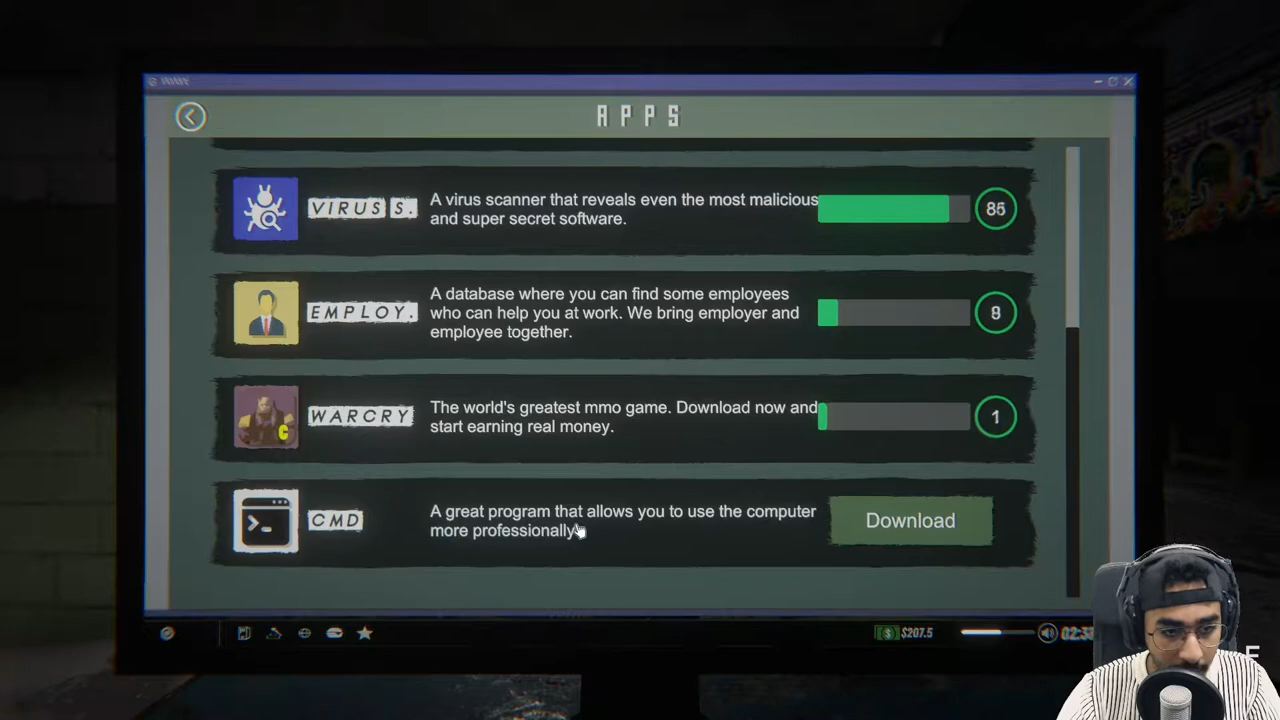 APPS
VIRUS S.
A virus scanner that reveals even the most malicious
and super secret software.
EMPLOY.
A database where you can find some employees
who can help you at work. We bring employer and
employee together.
9
WARCRY
The world's greatest mmo game. Download now and
start earning real money.
1
CMD
A great program that allows you to use the computer
more professionally
Download
$207.5